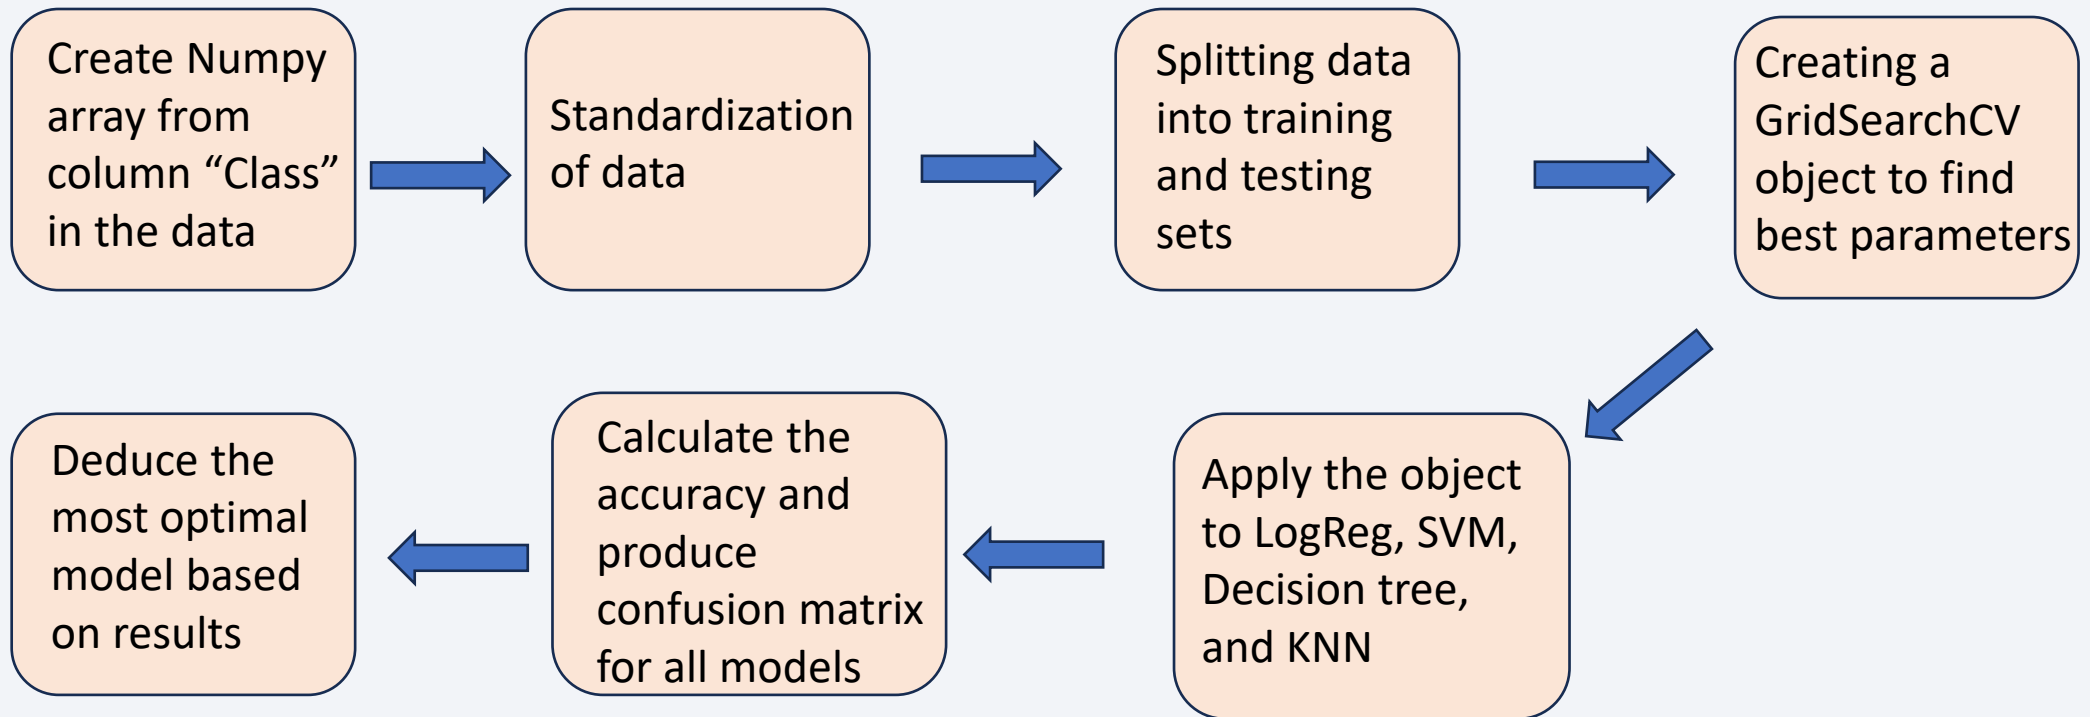 Create Numpy
array from
column “Class”
in the data
Standardization
of data
Splitting data
into training
and testing
sets
Creating a
GridSearchCV
object to find
best parameters
Apply the object
to LogReg, SVM,
Decision tree,
and KNN
Calculate the
accuracy and
produce
confusion matrix
for all models
Deduce the
most optimal
model based
on results